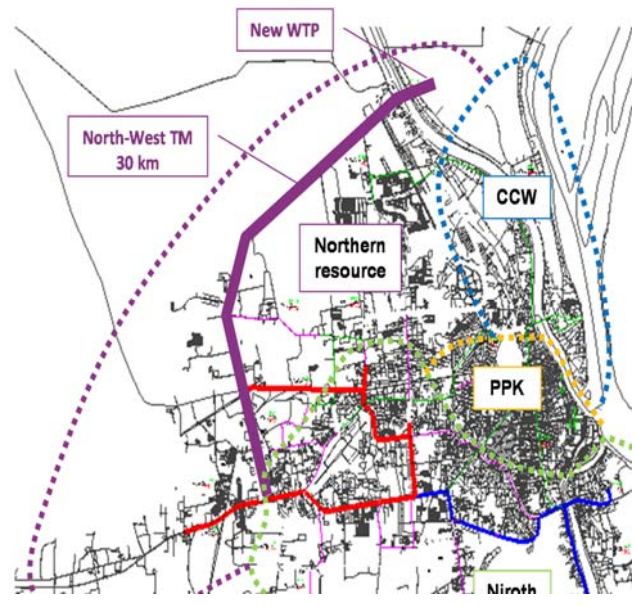 New WTP
North-West TM
30 km
CCW
Northern
resource
PPK
Niroth